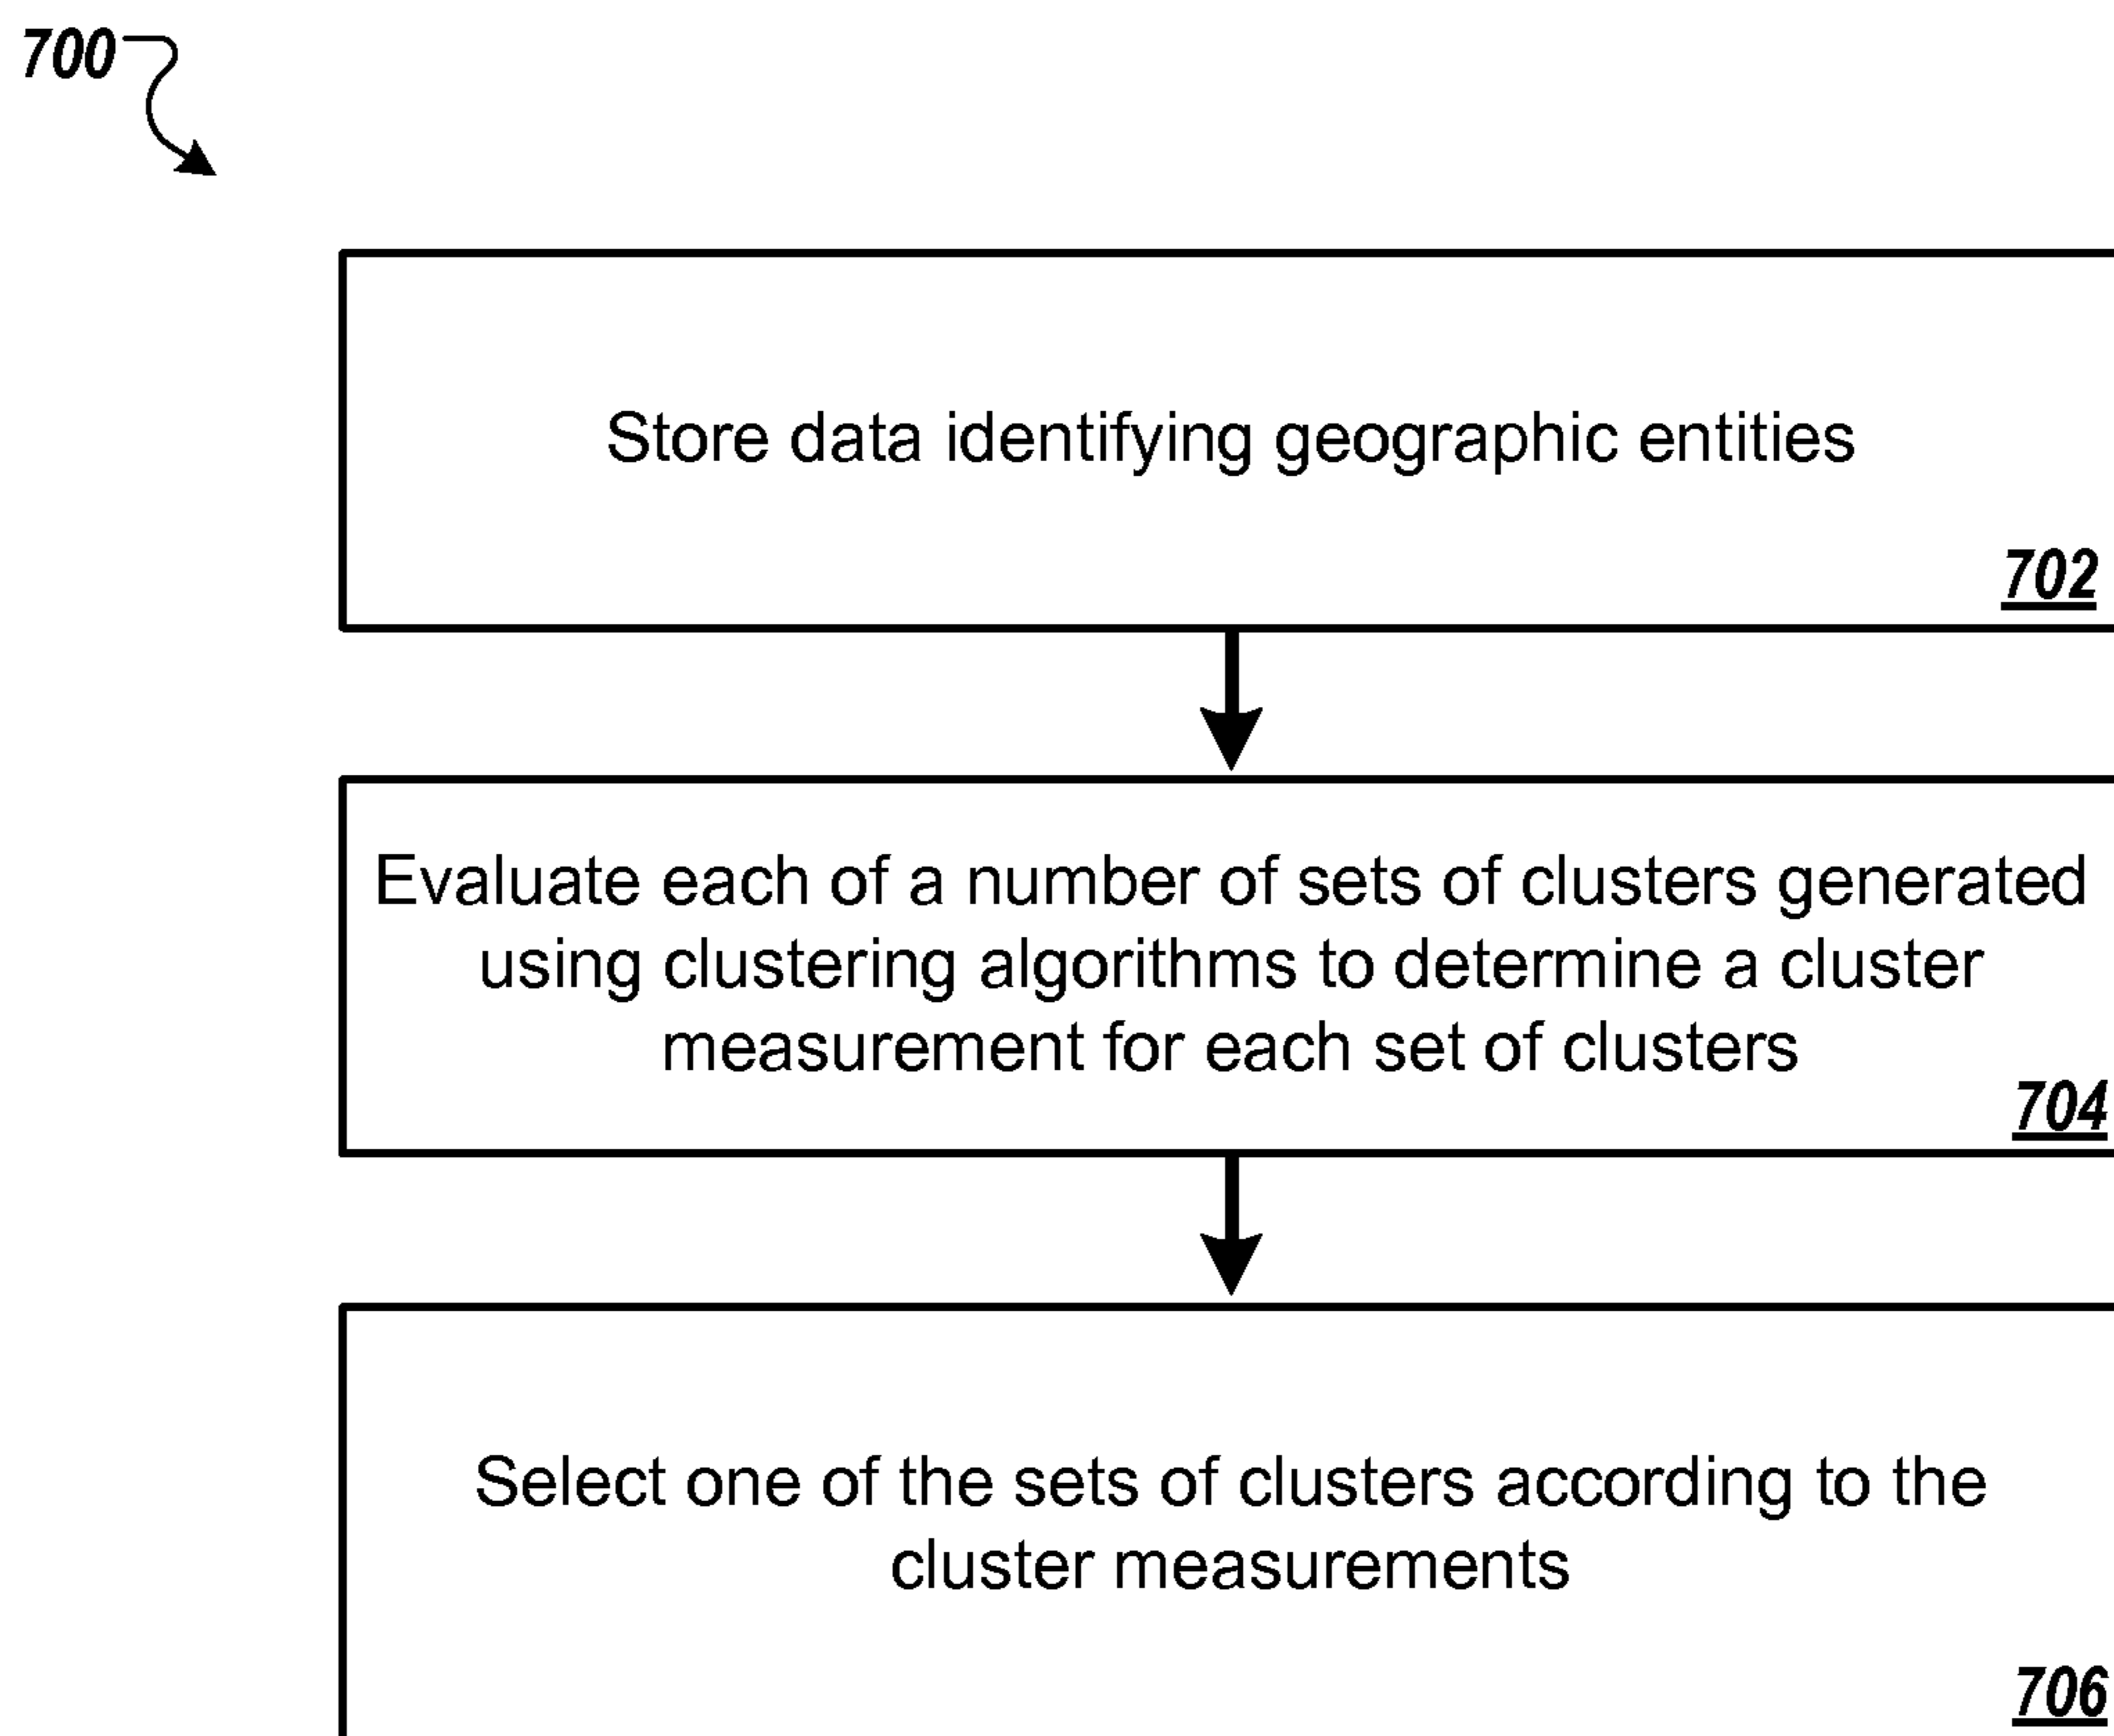 700
Store data identifying geographic entities
702
Evaluate each of a number of sets of clusters generated
using clustering algorithms to determine a cluster
measurement for each set of clusters
704
Select one of the sets of clusters according to the
cluster measurements
706